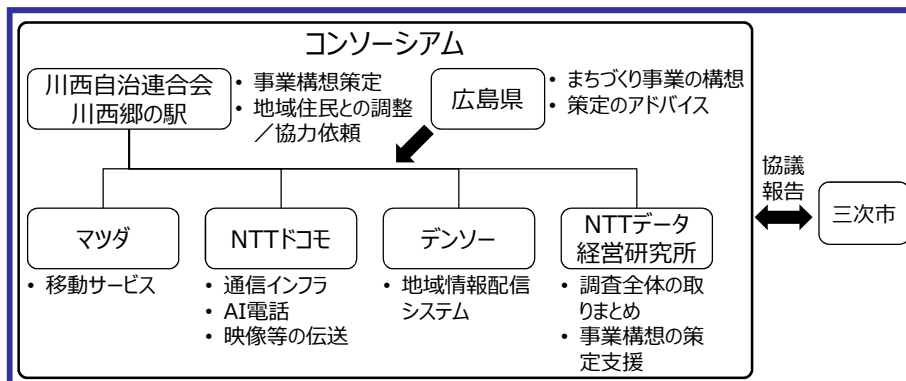 コンソーシアム
川西自治連合会
川西郷の駅
• 事業構想策定
• 地域住民との調整
／協力依頼
広島県
• まちづくり事業の構想
• 策定のアドバイス
協議
報告
三次市
マツダ
• 移動サービス
NTTドコモ
• 通信インフラ
• AI電話
• 映像等の伝送
デンソー
• 地域情報配信
システム
NTTデータ
経営研究所
• 調査全体の取
りまとめ
• 事業構想の策
定支援